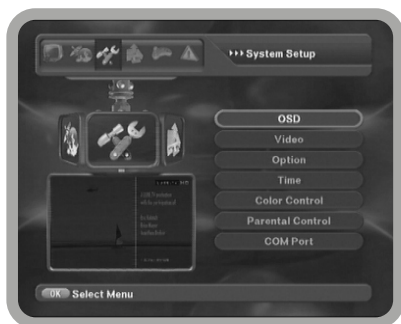 ▸▸▸ System Setup
OSD
Video
Option
Time
Color Control
Parental Control
COM Port
OK Select Menu